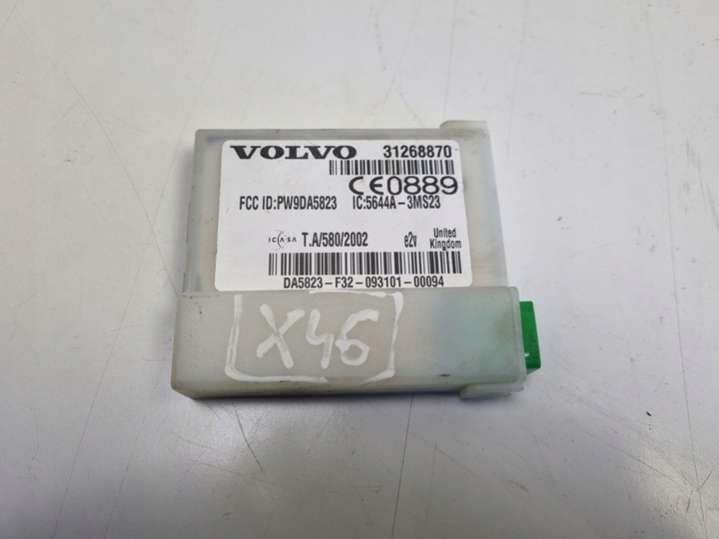 VOLVO 31268870
CE0889
FCC ID:PW9DA5823 IC:5644A-3MS23
ICASA T.A/580/2002 e2v United Kingdom
DA5823-F32-093101-00094
X46